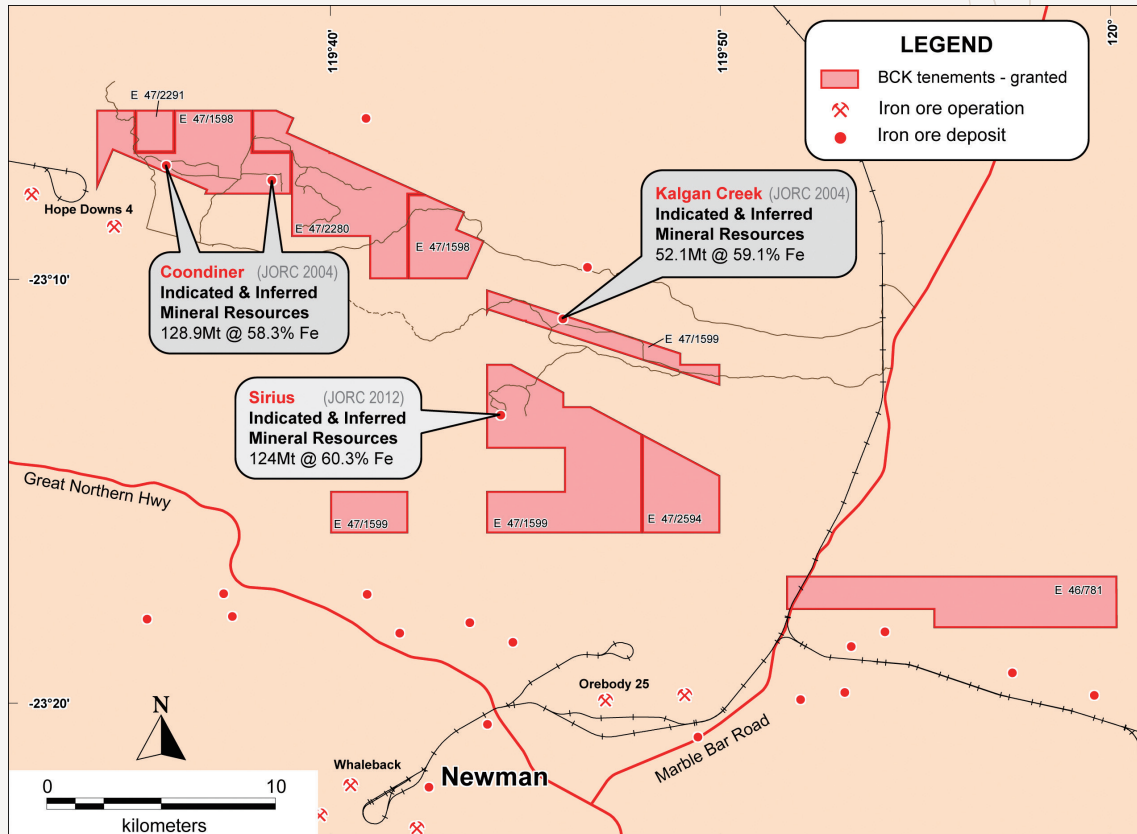 119°40
119°50
120°
LEGEND
BCK tenements - granted
Iron ore operation
Iron ore deposit
E 47/2291
E 47/1598
Hope Downs 4
E 47/2280
E 47/1598
Kalgan Creek (JORC 2004)
Indicated & Inferred
Mineral Resources
52.1Mt @ 59.1% Fe
-23°10
Coondiner (JORC 2004)
Indicated & Inferred
Mineral Resources
128.9Mt @ 58.3% Fe
E 47/1599
Sirius (JORC 2012)
Indicated & Inferred
Mineral Resources
124Mt @ 60.3% Fe
Great Northern Hwy
E 47/1599
E 47/1599
E 47/2594
E 46/781
-23°20
N
Orebody 25
Marble Bar Road
Whaleback
Newman
0 10
kilometers